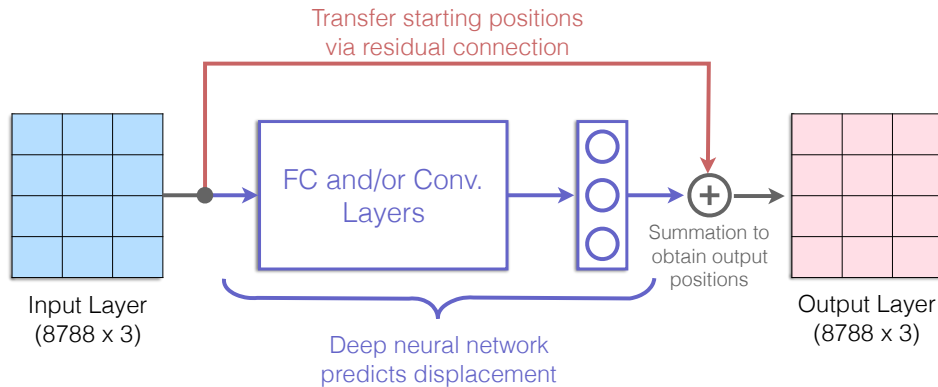 Transfer starting positions
via residual connection
FC and/or Conv.
Layers
+
Summation to
obtain output
positions
Input Layer
(8788 x 3)
Output Layer
(8788 x 3)
Deep neural network
predicts displacement